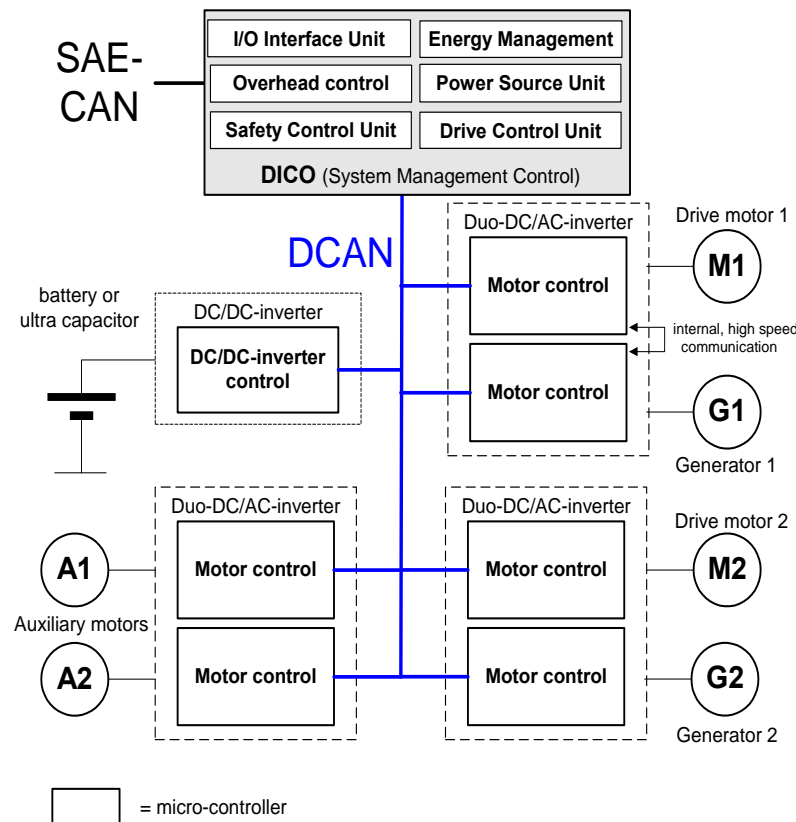 SAE-
CAN
I/O Interface Unit
Energy Management
Overhead control
Power Source Unit
Safety Control Unit
Drive Control Unit
DICO (System Management Control)
DCAN
Duo-DC/AC-inverter
Drive motor 1
Motor control
M1
internal, high speed
communication
Motor control
G1
Generator 1
battery or
ultra capacitor
DC/DC-inverter
DC/DC-inverter
control
Duo-DC/AC-inverter
A1
Motor control
Auxiliary motors
A2
Motor control
Duo-DC/AC-inverter
Drive motor 2
Motor control
M2
Motor control
G2
Generator 2
= micro-controller